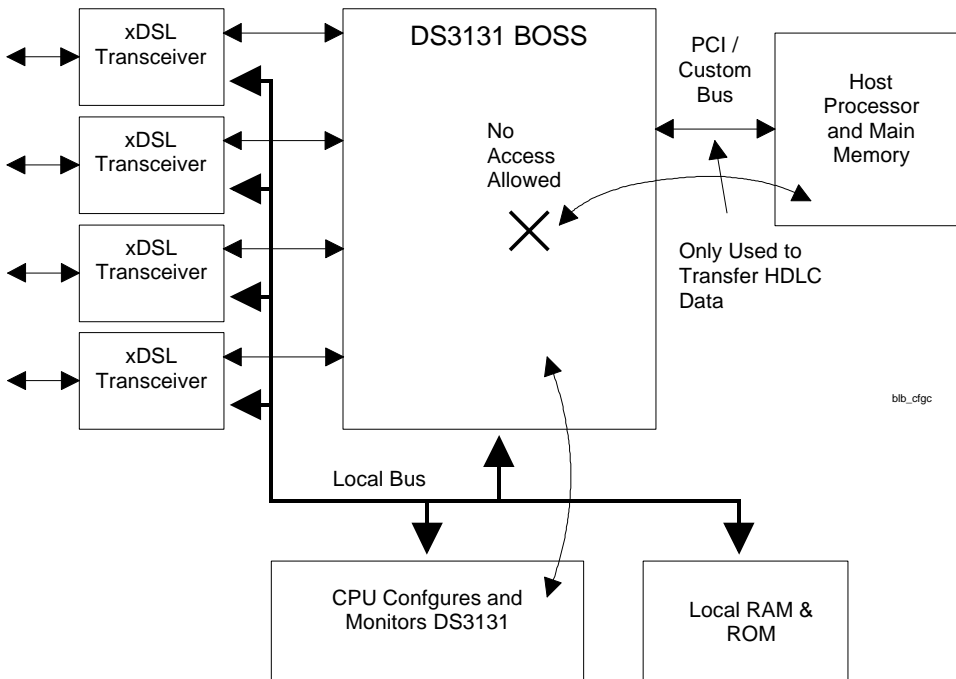 xDSL
Transceiver
xDSL
Transceiver
xDSL
Transceiver
xDSL
Transceiver
DS3131 BOSS
No
Access
Allowed
PCI /
Custom
Bus
Host
Processor
and Main
Memory
Only Used to
Transfer HDLC
Data
blb_cfgc
Local Bus
CPU Confgures and
Monitors DS3131
Local RAM &
ROM